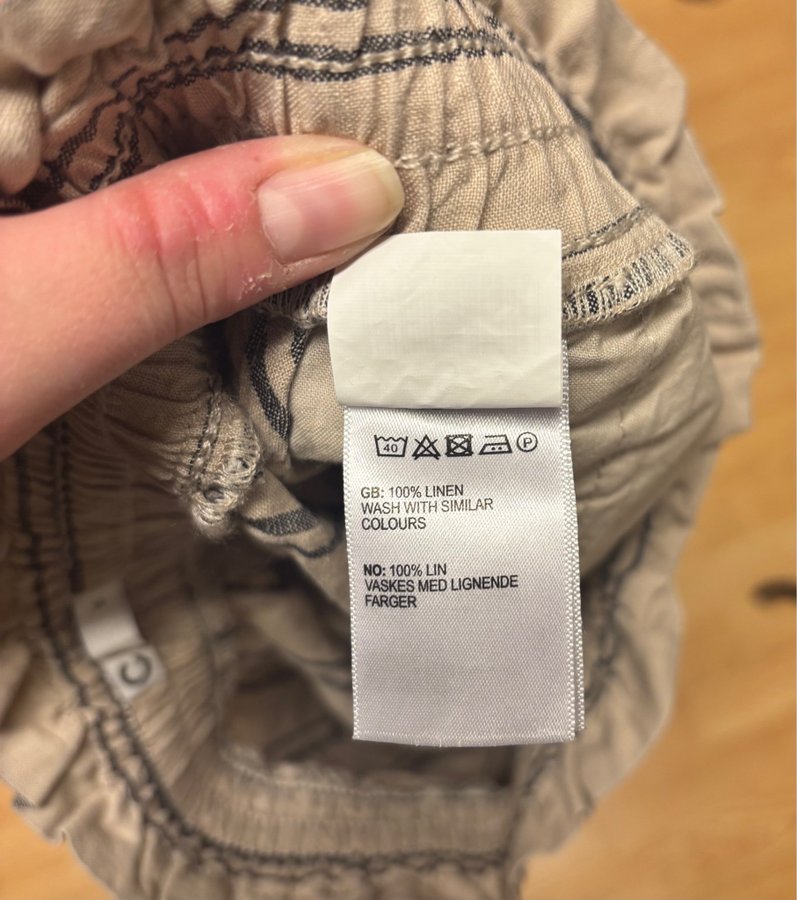 40 P
GB: 100% LINEN
WASH WITH SIMILAR
COLOURS
NO: 100% LIN
VASKES MED LIGNENDE
FARGER
C